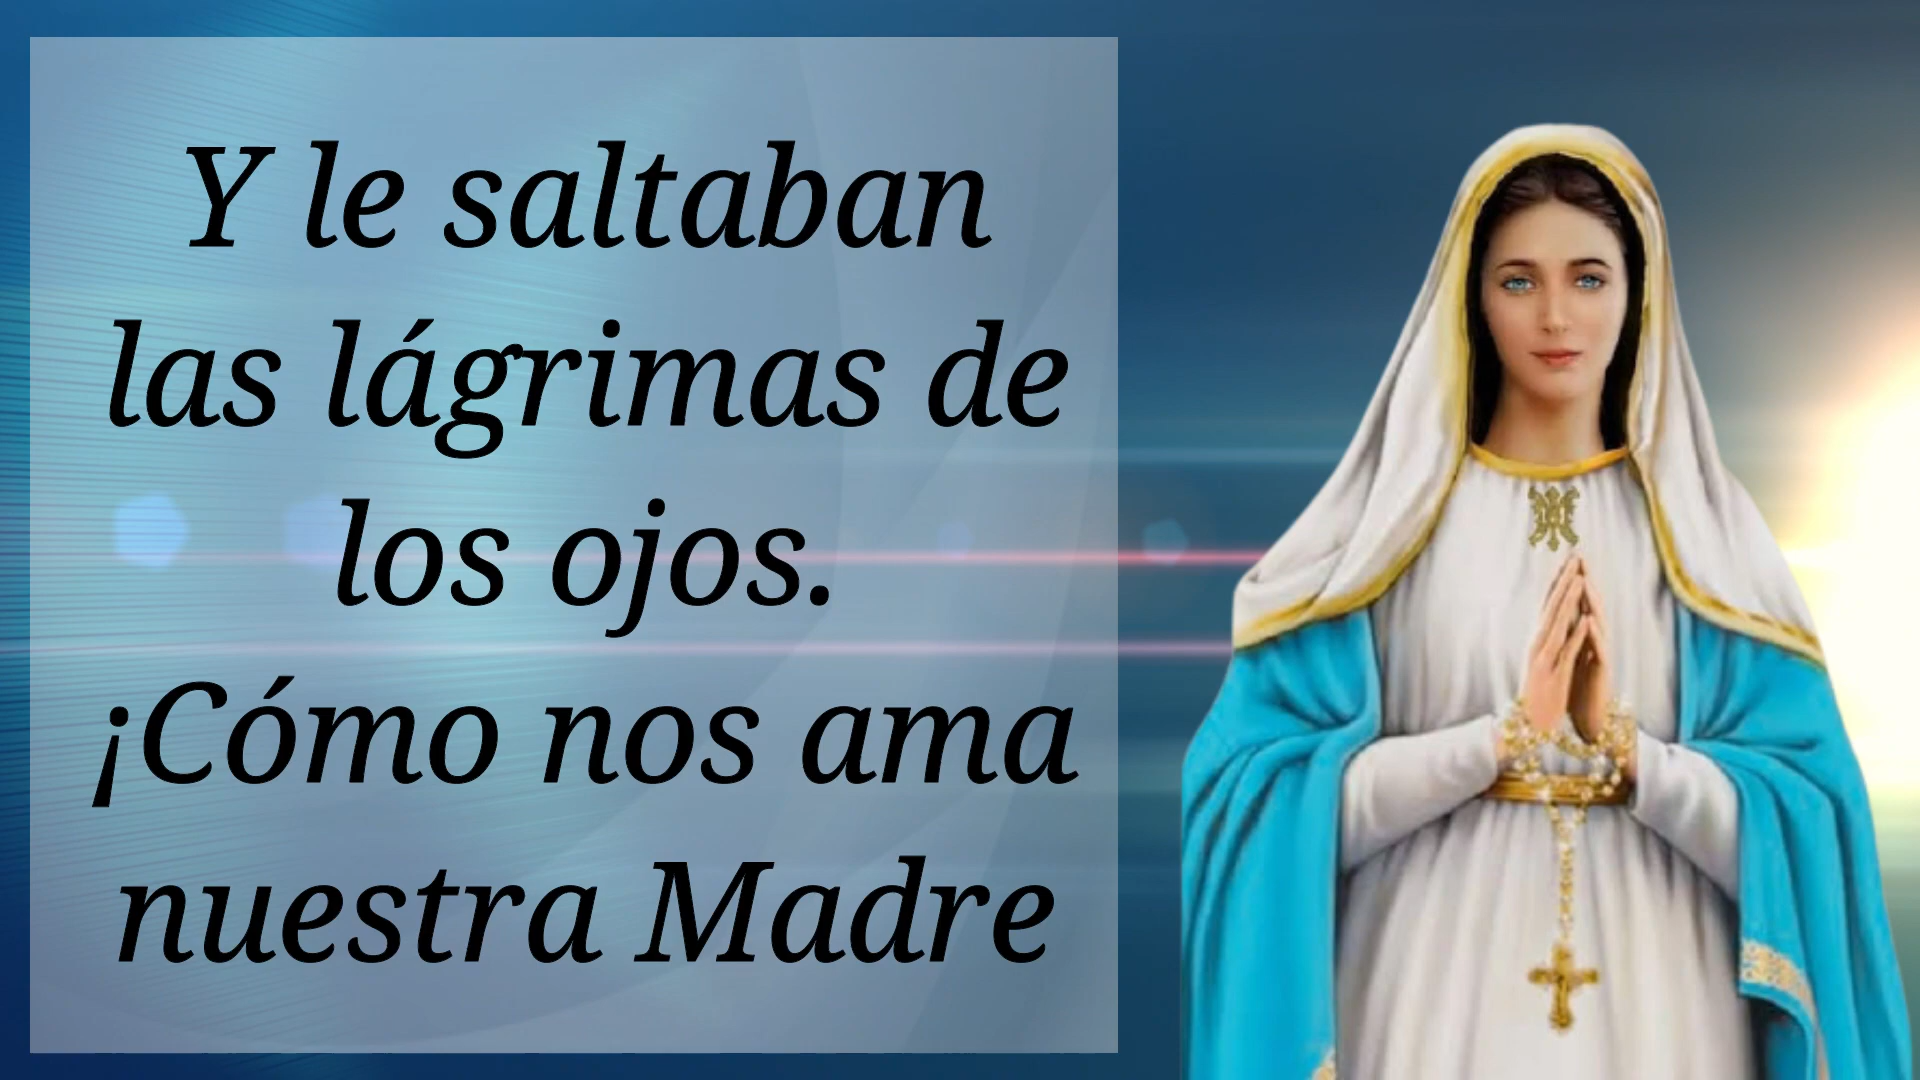 Y le saltaban
las lágrimas de
los ojos.
¡Cómo nos ama
nuestra Madre